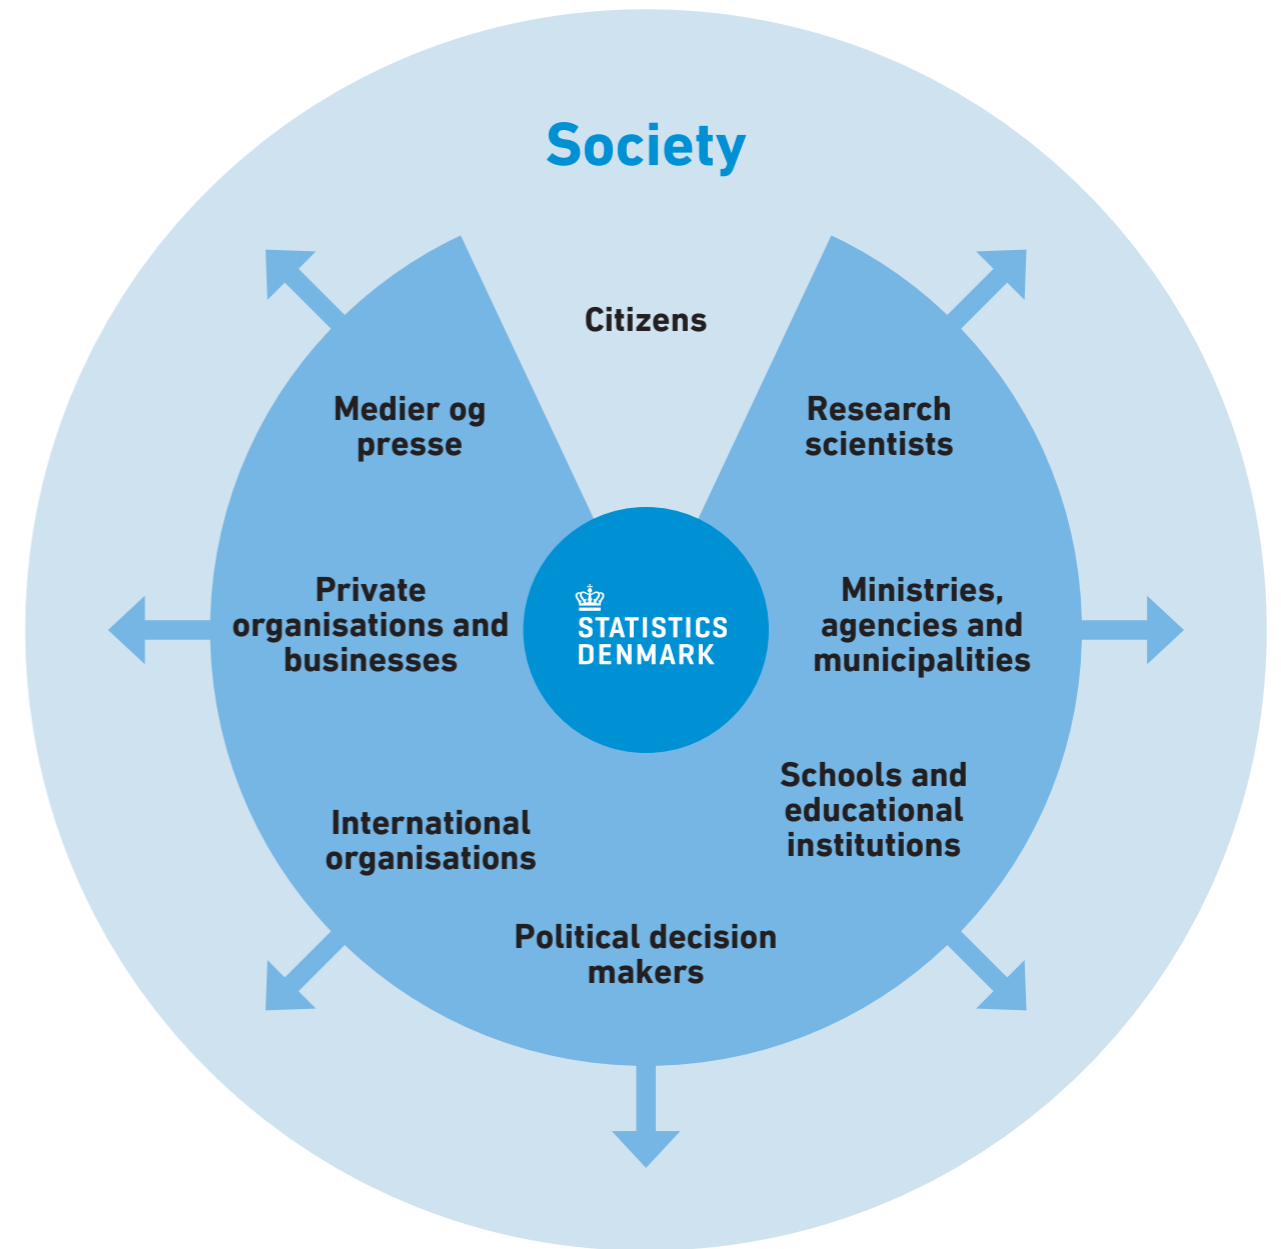 Society
Citizens
Medier og
presse
Research
scientists
Private
organisations and
businesses
STATISTICS
DENMARK
Ministries,
agencies and
municipalities
Schools and
educational
institutions
International
organisations
Political decision
makers